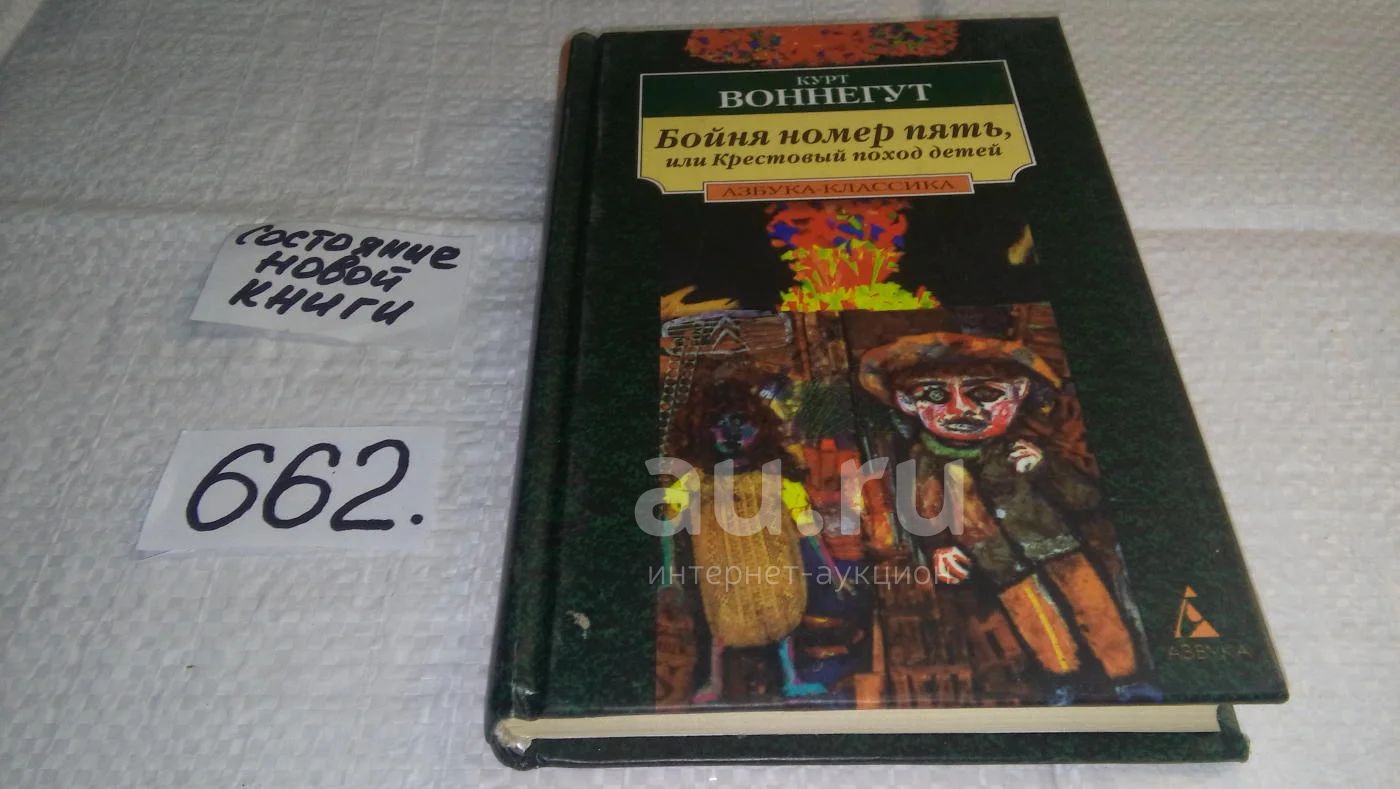 КУРТ
ВОННЕГУТ
Бойня номер пять,
или Крестовый поход детей
АЗБУКА-КЛАССИКА
состояние
новой
книги
662.
au.ru
интернет-аукцион
АЗБУКА